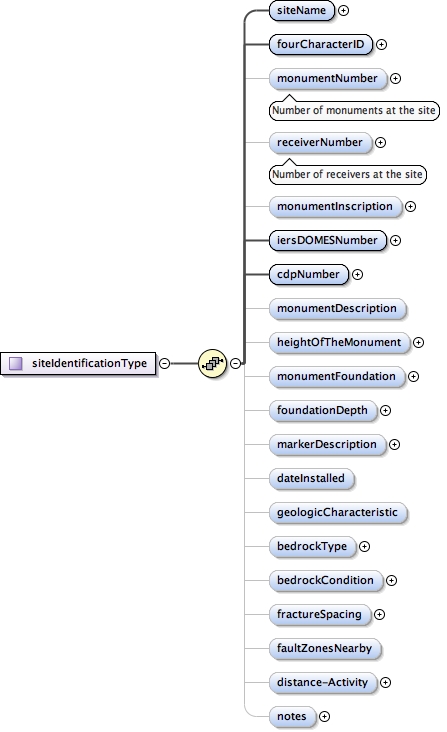 siteName
fourCharacterID
monumentNumber
Number of monuments at the site
receiverNumber
Number of receivers at the site
monumentInscription
iersDOMESNumber
cdpNumber
monumentDescription
heightOfTheMonument
siteIdentificationType
monumentFoundation
foundationDepth
markerDescription
dateInstalled
geologicCharacteristic
bedrockType
bedrockCondition
fractureSpacing
faultZonesNearby
distance-Activity
notes